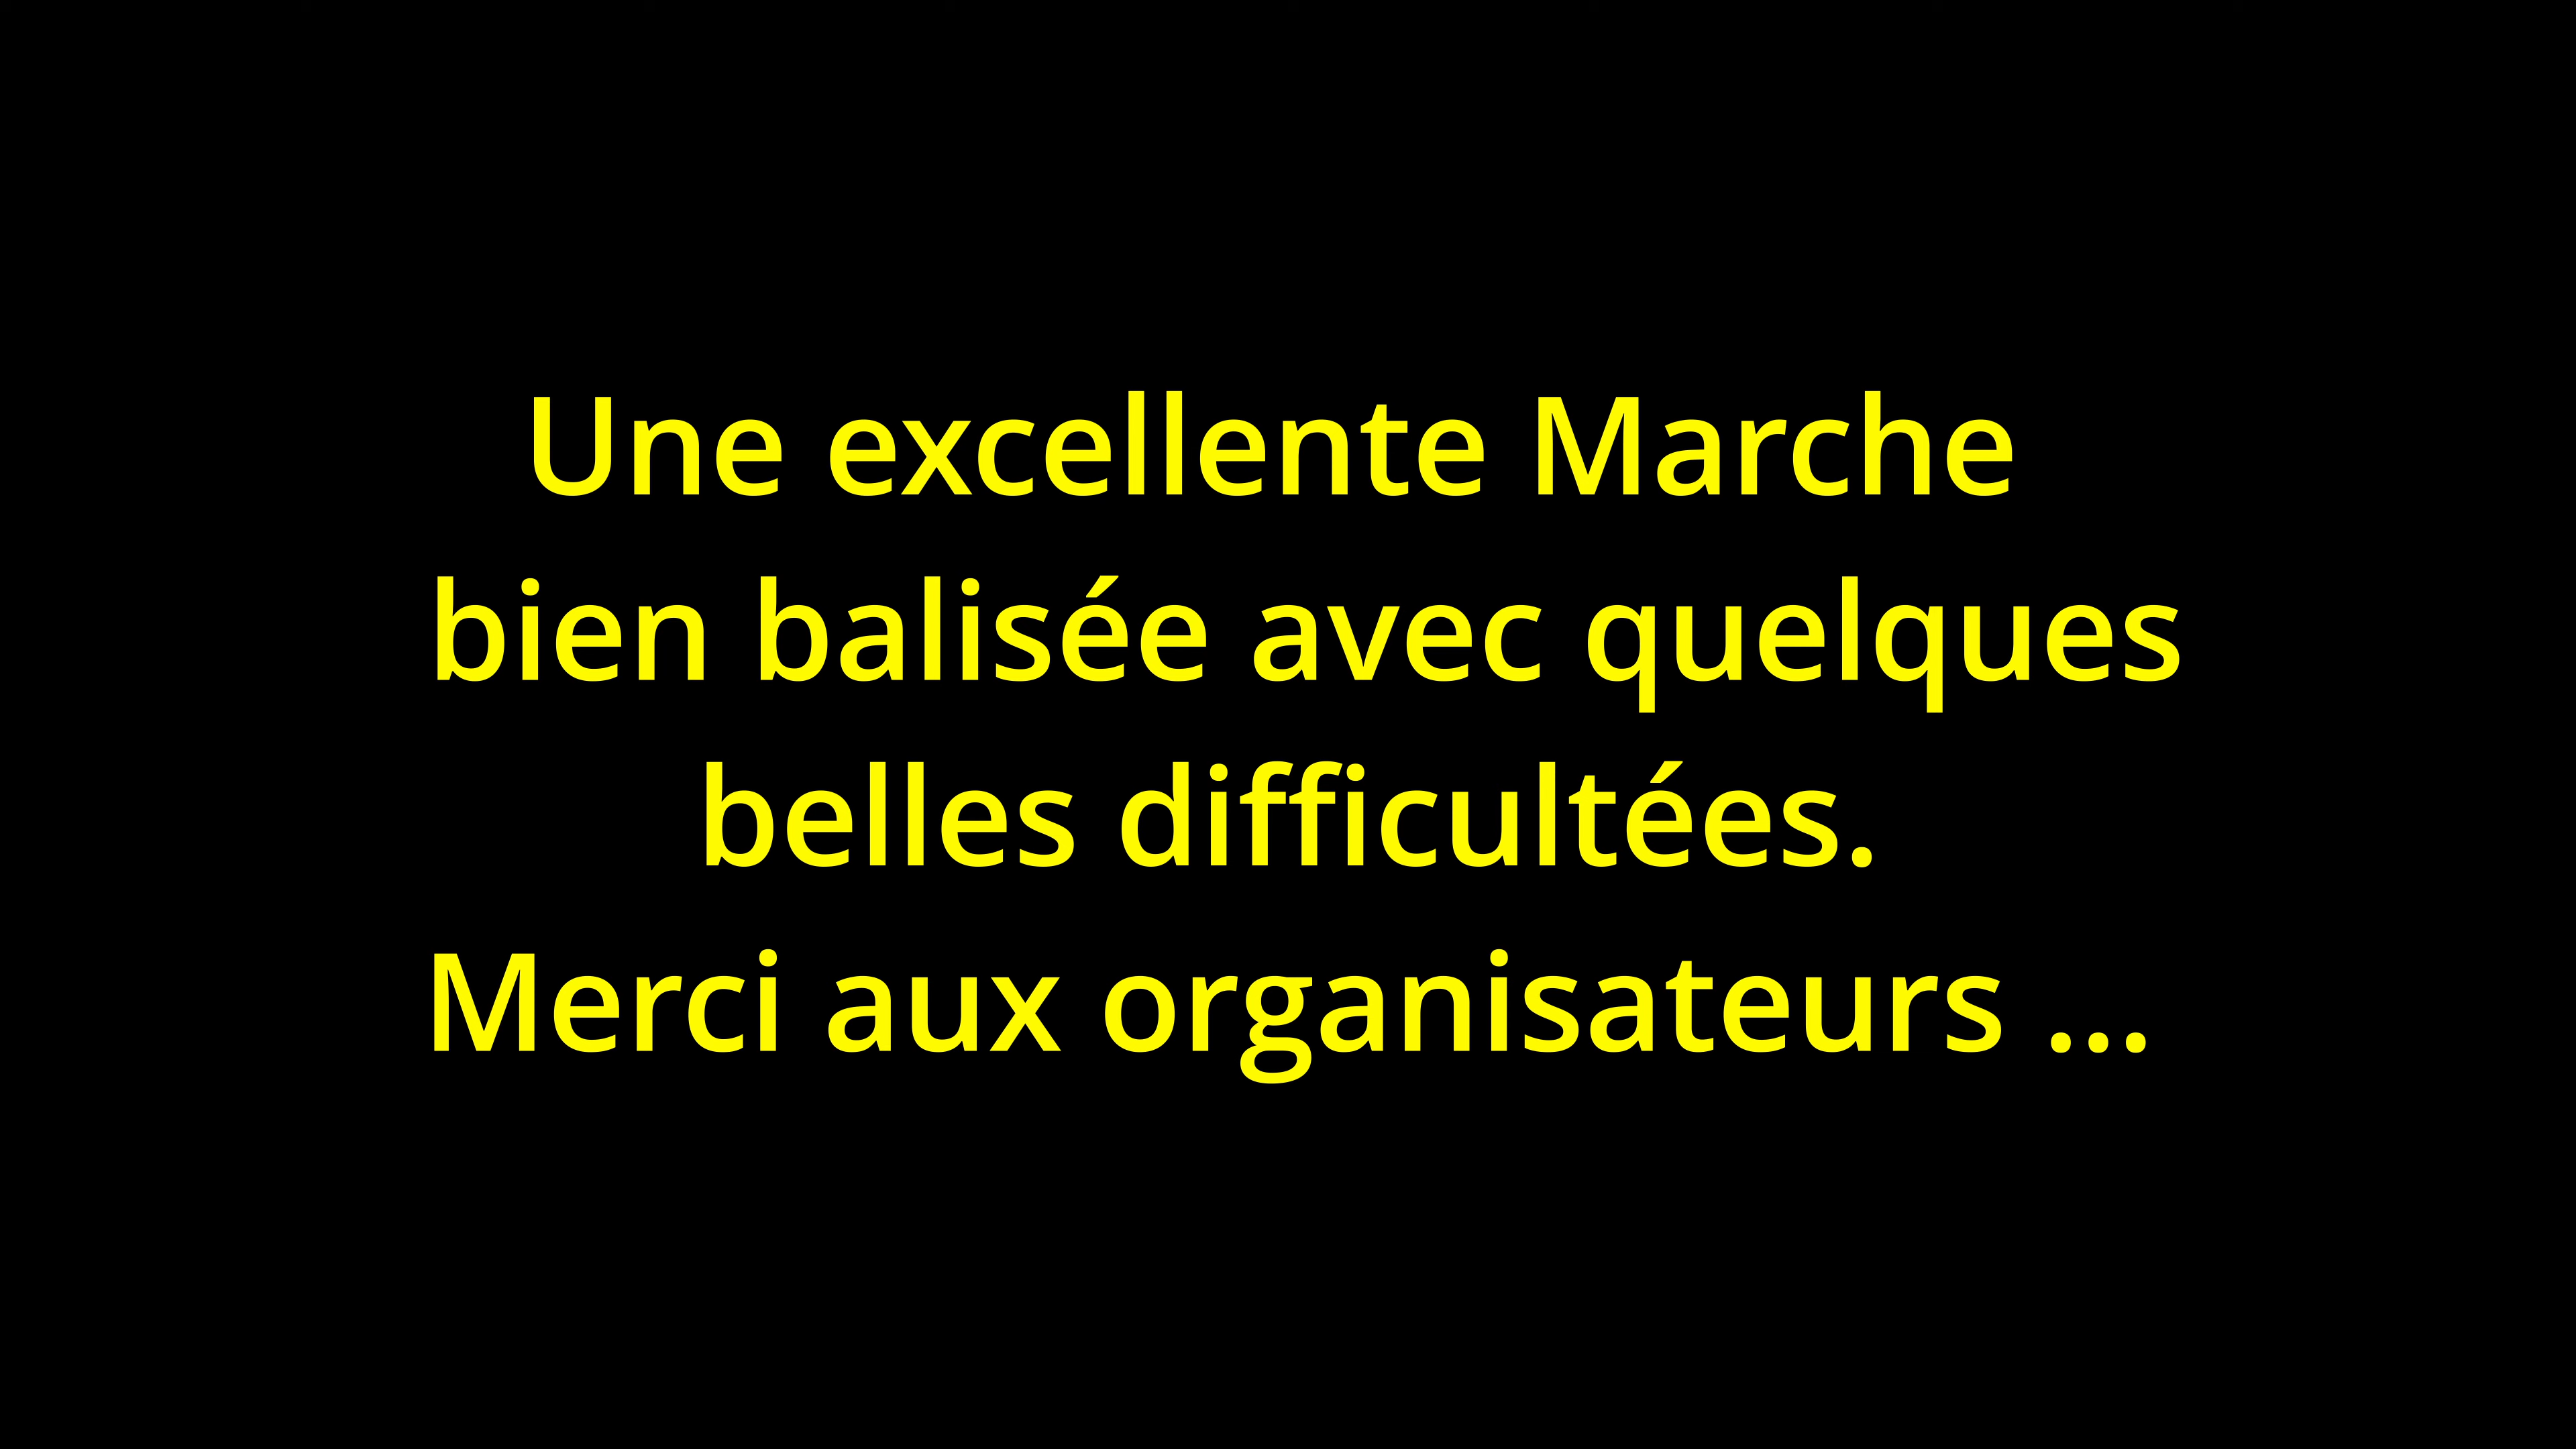 Une excellente Marche
bien balisée avec quelques
belles difficultées.
Merci aux organisateurs ...